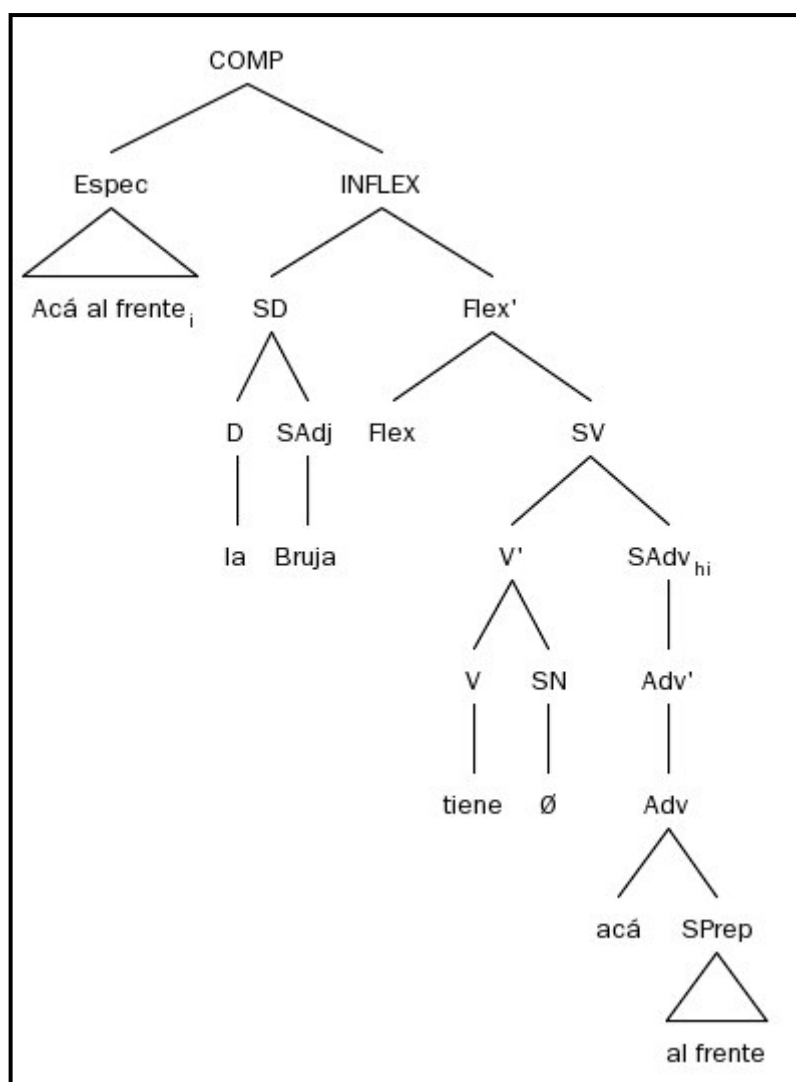 COMP
Espec INFLEX
Acá al frente i SD Flex'
D SAdj Flex SV
la Bruja V' SAdv hi
V SN Adv'
tiene Ø Adv
acá SPrep
al frente